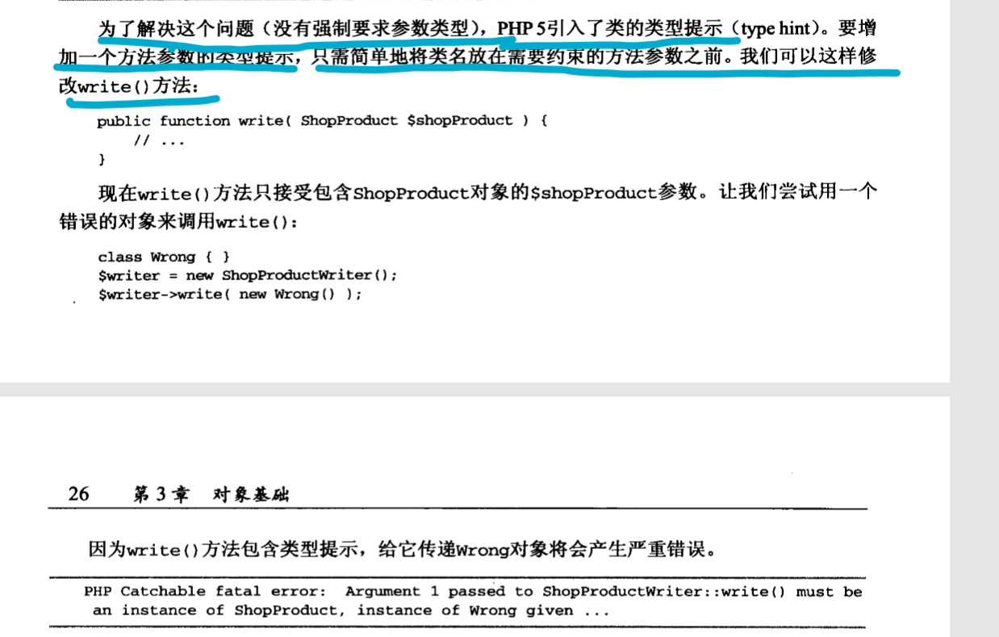 为了解决这个问题（没有强制要求参数类型），PHP 5引入了类的类型提示（type hint）。要增
加一个方法参数的类型提示，只需简单地将类名放在需要约束的方法参数之前。我们可以这样修
改write()方法：
public function write( ShopProduct $shopProduct ) {
// ...
}
现在write()方法只接受包含ShopProduct对象的$shopProduct参数。让我们尝试用一个
错误的对象来调用write()：
class Wrong { }
$writer = new ShopProductWriter();
$writer->write( new Wrong() );
26 第 3 章 对象基础
因为write()方法包含类型提示，给它传递Wrong对象将会产生严重错误。
PHP Catchable fatal error: Argument 1 passed to ShopProductWriter::write() must be
an instance of ShopProduct, instance of Wrong given ...